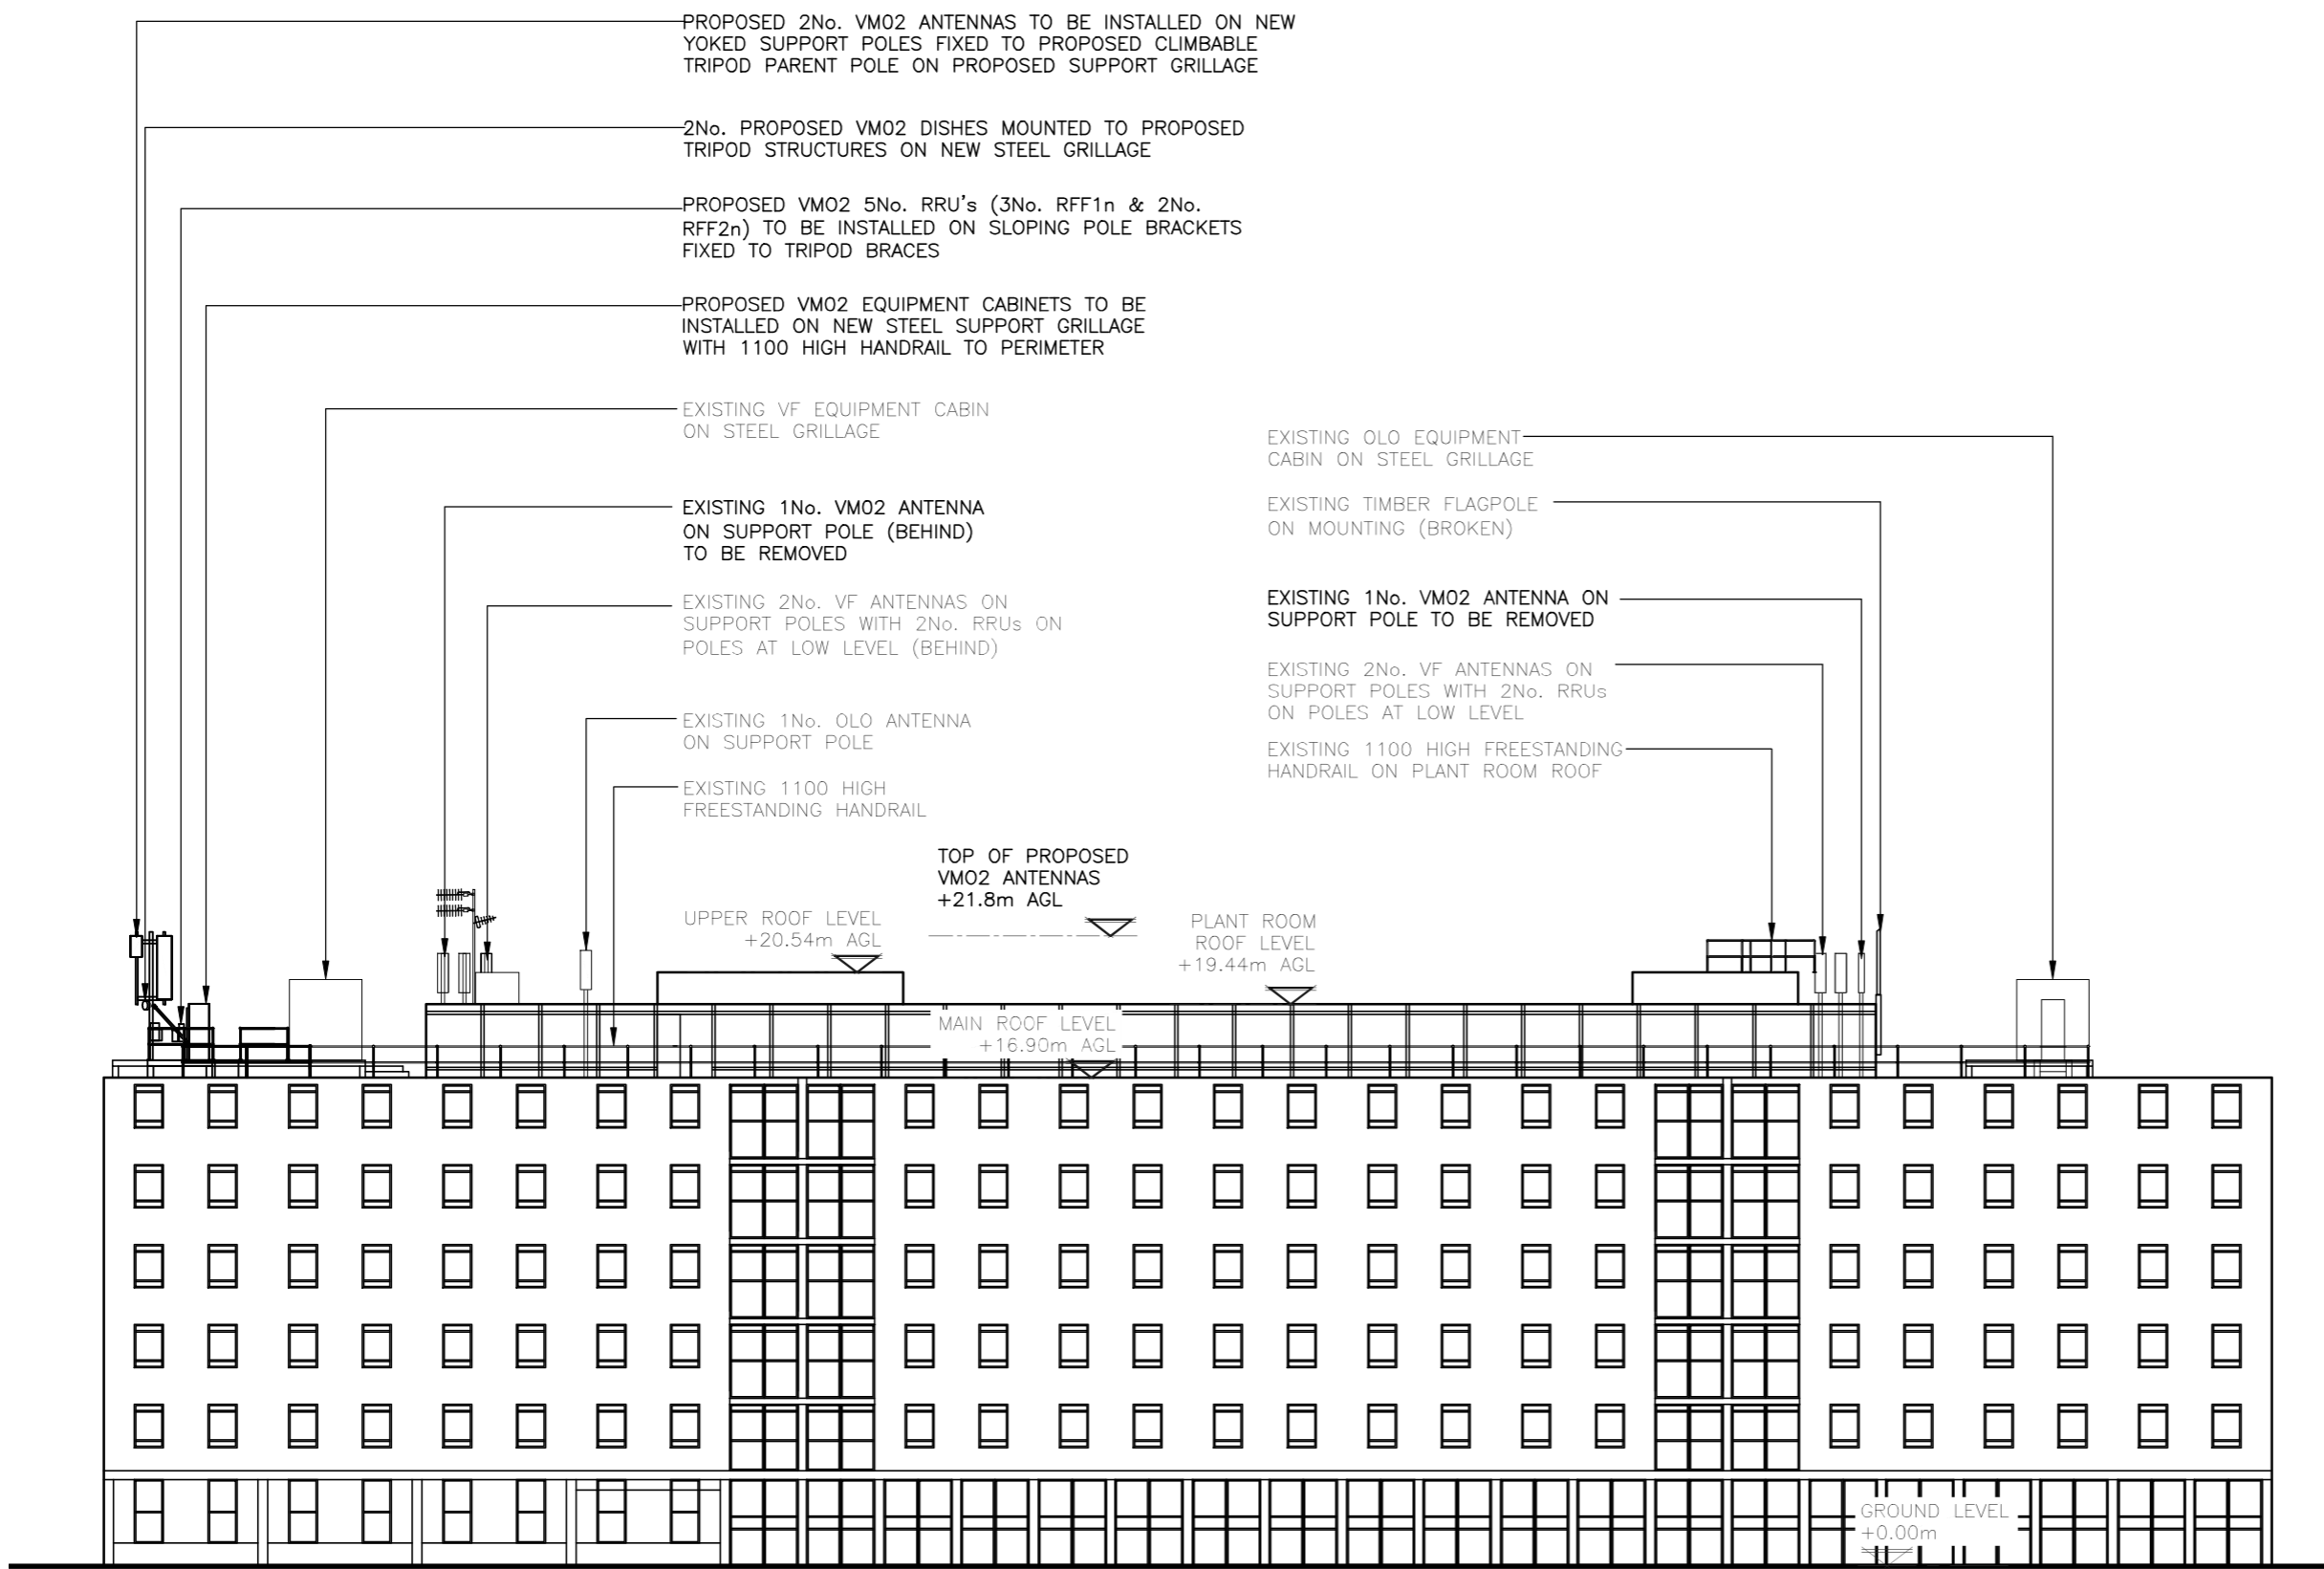 PROPOSED 2No. VM02 ANTENNAS TO BE INSTALLED ON NEW
YOKED SUPPORT POLES FIXED TO PROPOSED CLIMBABLE
TRIPOD PARENT POLE ON PROPOSED SUPPORT GRILLAGE
2No. PROPOSED VM02 DISHES MOUNTED TO PROPOSED
TRIPOD STRUCTURES ON NEW STEEL GRILLAGE
PROPOSED VMO2 5No. RRU's (3No. RFF1n & 2No.
RFF2n) TO BE INSTALLED ON SLOPING POLE BRACKETS
FIXED TO TRIPOD BRACES
PROPOSED VMO2 EQUIPMENT CABINETS TO BE
INSTALLED ON NEW STEEL SUPPORT GRILLAGE
WITH 1100 HIGH HANDRAIL TO PERIMETER
EXISTING VF EQUIPMENT CABIN
ON STEEL GRILLAGE
EXISTING 1No. VM02 ANTENNA
ON SUPPORT POLE (BEHIND)
TO BE REMOVED
EXISTING 2No. VF ANTENNAS ON
SUPPORT POLES WITH 2No. RRUs ON
POLES AT LOW LEVEL (BEHIND)
EXISTING 1No. OLO ANTENNA
ON SUPPORT POLE
EXISTING 1100 HIGH
FREESTANDING HANDRAIL
EXISTING OLO EQUIPMENT
CABIN ON STEEL GRILLAGE
EXISTING TIMBER FLAGPOLE
ON MOUNTING (BROKEN)
EXISTING 1No. VM02 ANTENNA ON
SUPPORT POLE TO BE REMOVED
EXISTING 2No. VF ANTENNAS ON
SUPPORT POLES WITH 2No. RRUs
ON POLES AT LOW LEVEL
EXISTING 1100 HIGH FREESTANDING
HANDRAIL ON PLANT ROOM ROOF
TOP OF PROPOSED
VMO2 ANTENNAS
+21.8m AGL
UPPER ROOF LEVEL
+20.54m AGL
PLANT ROOM
ROOF LEVEL
+19.44m AGL
MAIN ROOF LEVEL
+16.90m AGL
GROUND LEVEL
+0.00m